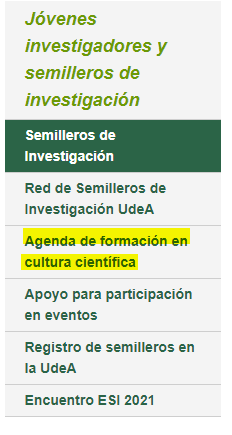 Jóvenes
investigadores y
semilleros de
investigación
Semilleros de
Investigación
Red de Semilleros de
Investigación UdeA
Agenda de formación en
cultura científica
Apoyo para participación
en eventos
Registro de semilleros en
la UdeA
Encuentro ESI 2021